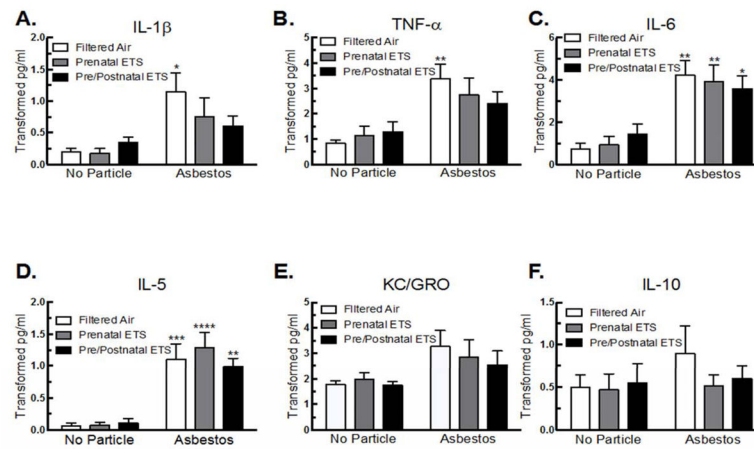 A.
IL-1β
Transformed pg/ml
2.0
1.5
1.0
0.5
0.0
Filtered Air
Prenatal ETS
Pre/Postnatal ETS
*
No Particle
Asbestos
B.
TNF-α
Transformed pg/ml
5
4
3
2
1
0
Filtered Air
Prenatal ETS
Pre/Postnatal ETS
**
No Particle
Asbestos
C.
IL-6
Transformed pg/ml
6
4
2
0
Filtered Air
Prenatal ETS
Pre/Postnatal ETS
** ** *
No Particle
Asbestos
D.
IL-5
Transformed pg/ml
2.0
1.5
1.0
0.5
0.0
Filtered Air
Prenatal ETS
Pre/Postnatal ETS
*** **** **
No Particle
Asbestos
E.
KC/GRO
Transformed pg/ml
5
4
3
2
1
0
Filtered Air
Prenatal ETS
Pre/Postnatal ETS
No Particle
Asbestos
F.
IL-10
Transformed pg/ml
1.5
1.0
0.5
0.0
Filtered Air
Prenatal ETS
Pre/Postnatal ETS
No Particle
Asbestos